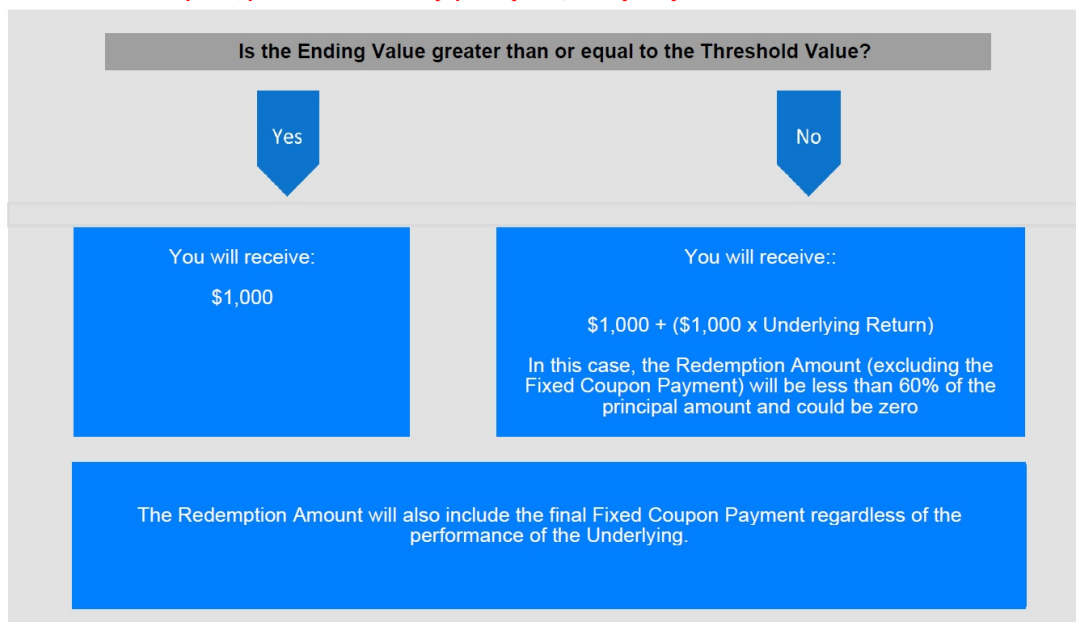 Is the Ending Value greater than or equal to the Threshold Value?
Yes
No
You will receive:
$1,000
You will receive::
$1,000 + ($1,000 x Underlying Return)
In this case, the Redemption Amount (excluding the
Fixed Coupon Payment) will be less than 60% of the
principal amount and could be zero
The Redemption Amount will also include the final Fixed Coupon Payment regardless of the
performance of the Underlying.